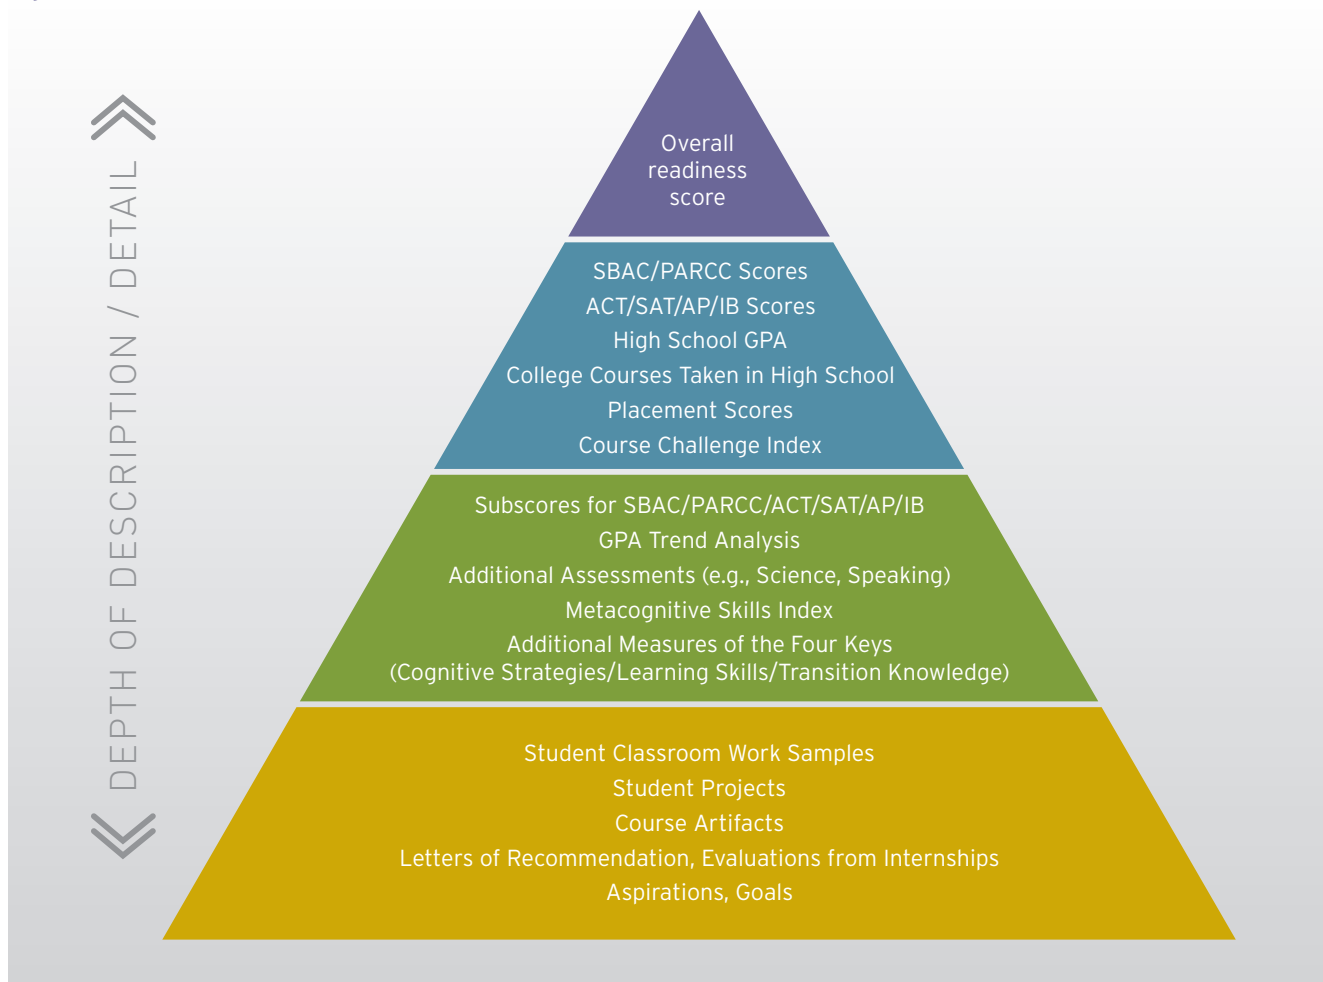 DEPTH OF DESCRIPTION / DETAIL
Overall
readiness
score
SBAC/PARCC Scores
ACT/SAT/AP/IB Scores
High School GPA
College Courses Taken in High School
Placement Scores
Course Challenge Index
Subscores for SBAC/PARCC/ACT/SAT/AP/IB
GPA Trend Analysis
Additional Assessments (e.g., Science, Speaking)
Metacognitive Skills Index
Additional Measures of the Four Keys
(Cognitive Strategies/Learning Skills/Transition Knowledge)
Student Classroom Work Samples
Student Projects
Course Artifacts
Letters of Recommendation, Evaluations from Internships
Aspirations, Goals